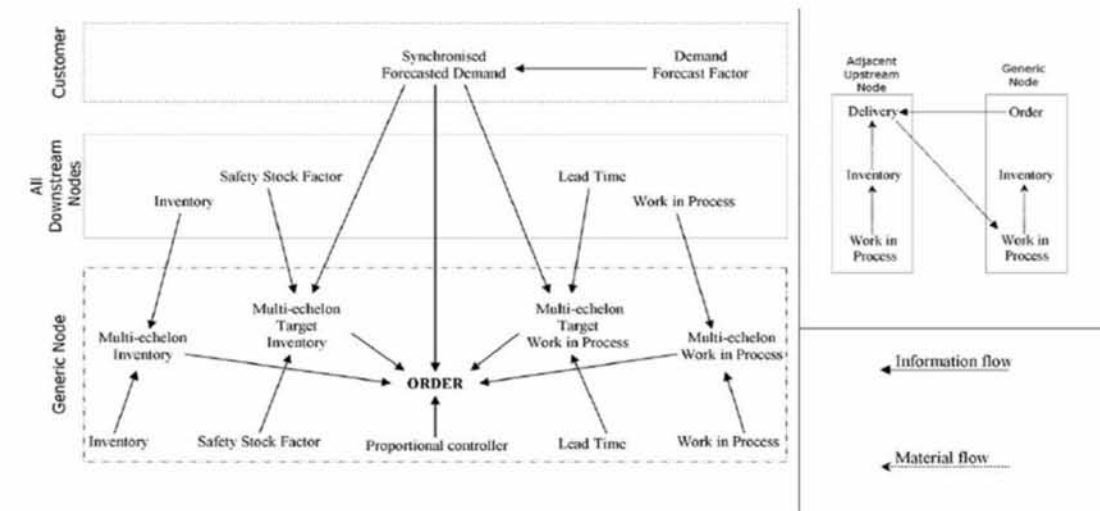 Customer
Synchronised
Forecasted Demand
Demand
Forecast Factor
All
Downstream
Nodes
Safety Stock Factor
Inventory
Lead Time
Work in Process
Generic Node
Multi-echelon
Inventory
Multi-echelon
Target
Inventory
Multi-echelon
Target
Work in Process
Multi-echelon
Work in Process
ORDER
Inventory
Safety Stock Factor
Proportional controller
Lead Time
Work in Process
Adjacent
Upstream
Node
Generic
Node
Delivery
Order
Inventory
Inventory
Work in
Process
Work in
Process
Information flow
Material flow